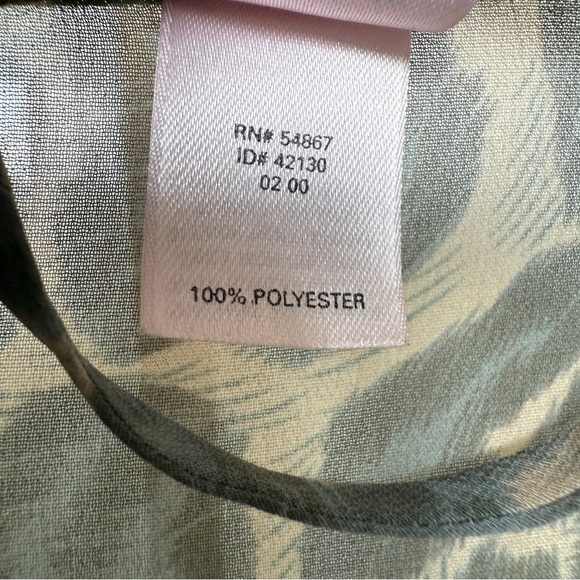 RN# 54867
ID# 42130
02 00
100% POLYESTER